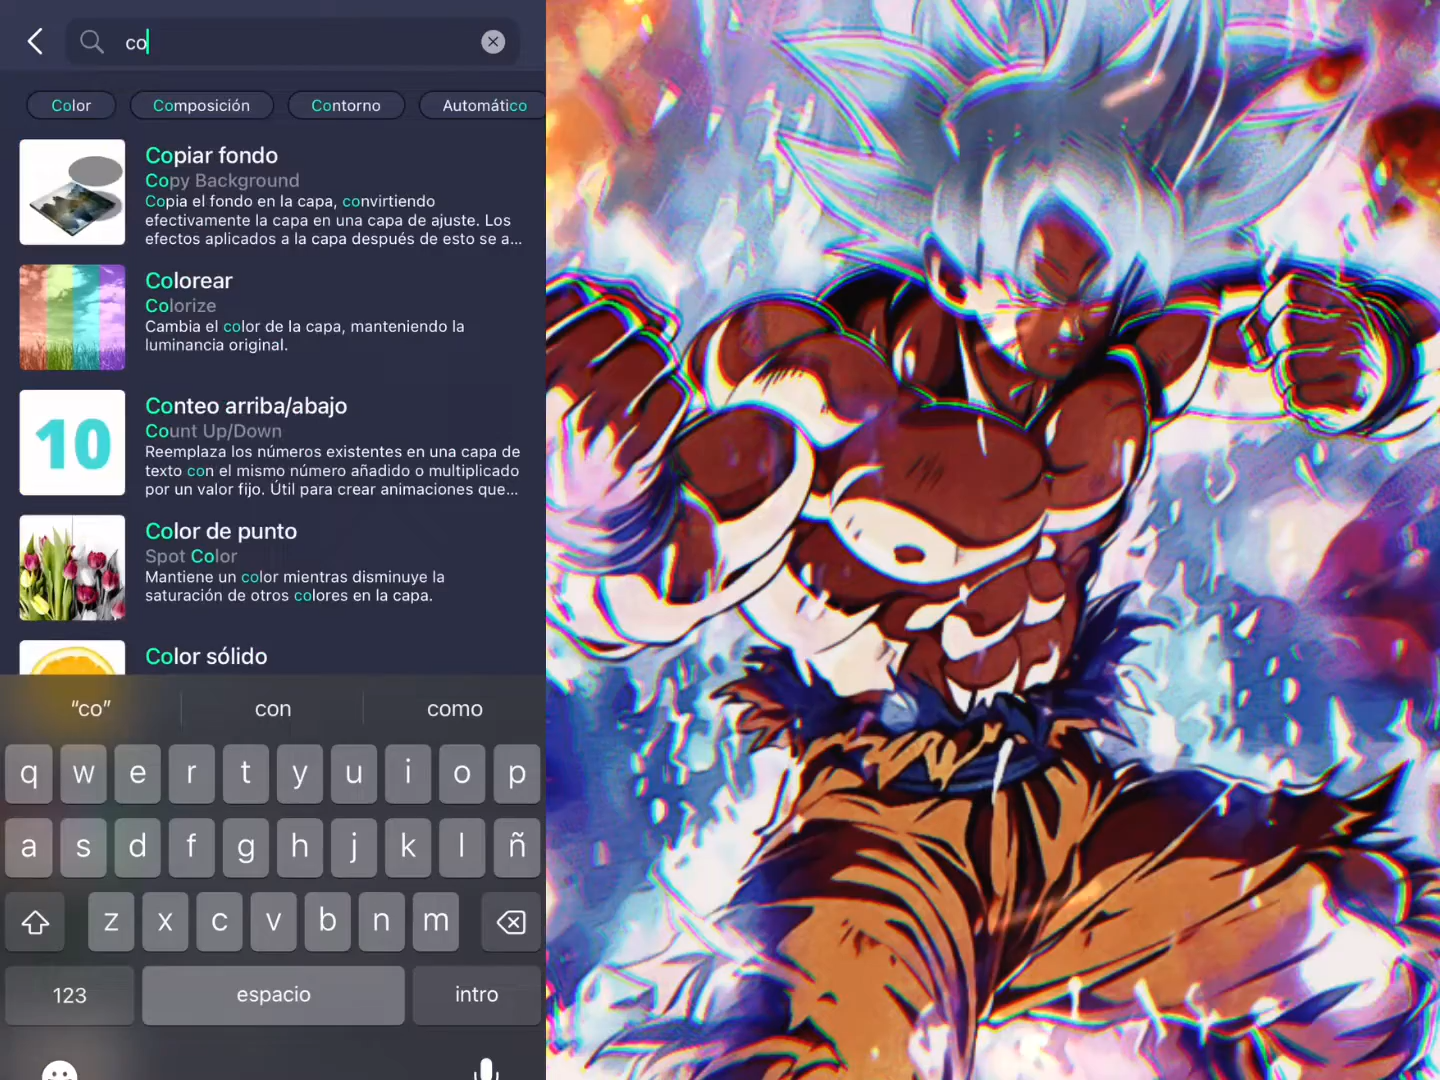 co
Color
Composición
Contorno
Automático
Copiar fondo
Copy Background
Copia el fondo en la capa, convirtiendo
efectivamente la capa en una capa de ajuste. Los
efectos aplicados a la capa después de esto se a...
Colorear
Colorize
Cambia el color de la capa, manteniendo la
luminancia original.
10
Conteo arriba/abajo
Count Up/Down
Reemplaza los números existentes en una capa de
texto con el mismo número añadido o multiplicado
por un valor fijo. Útil para crear animaciones que...
Color de punto
Spot Color
Mantiene un color mientras disminuye la
saturación de otros colores en la capa.
Color sólido
“co” con como
q w e r t y u i o p
a s d f g h j k l ñ
z x c v b n m
123 espacio intro